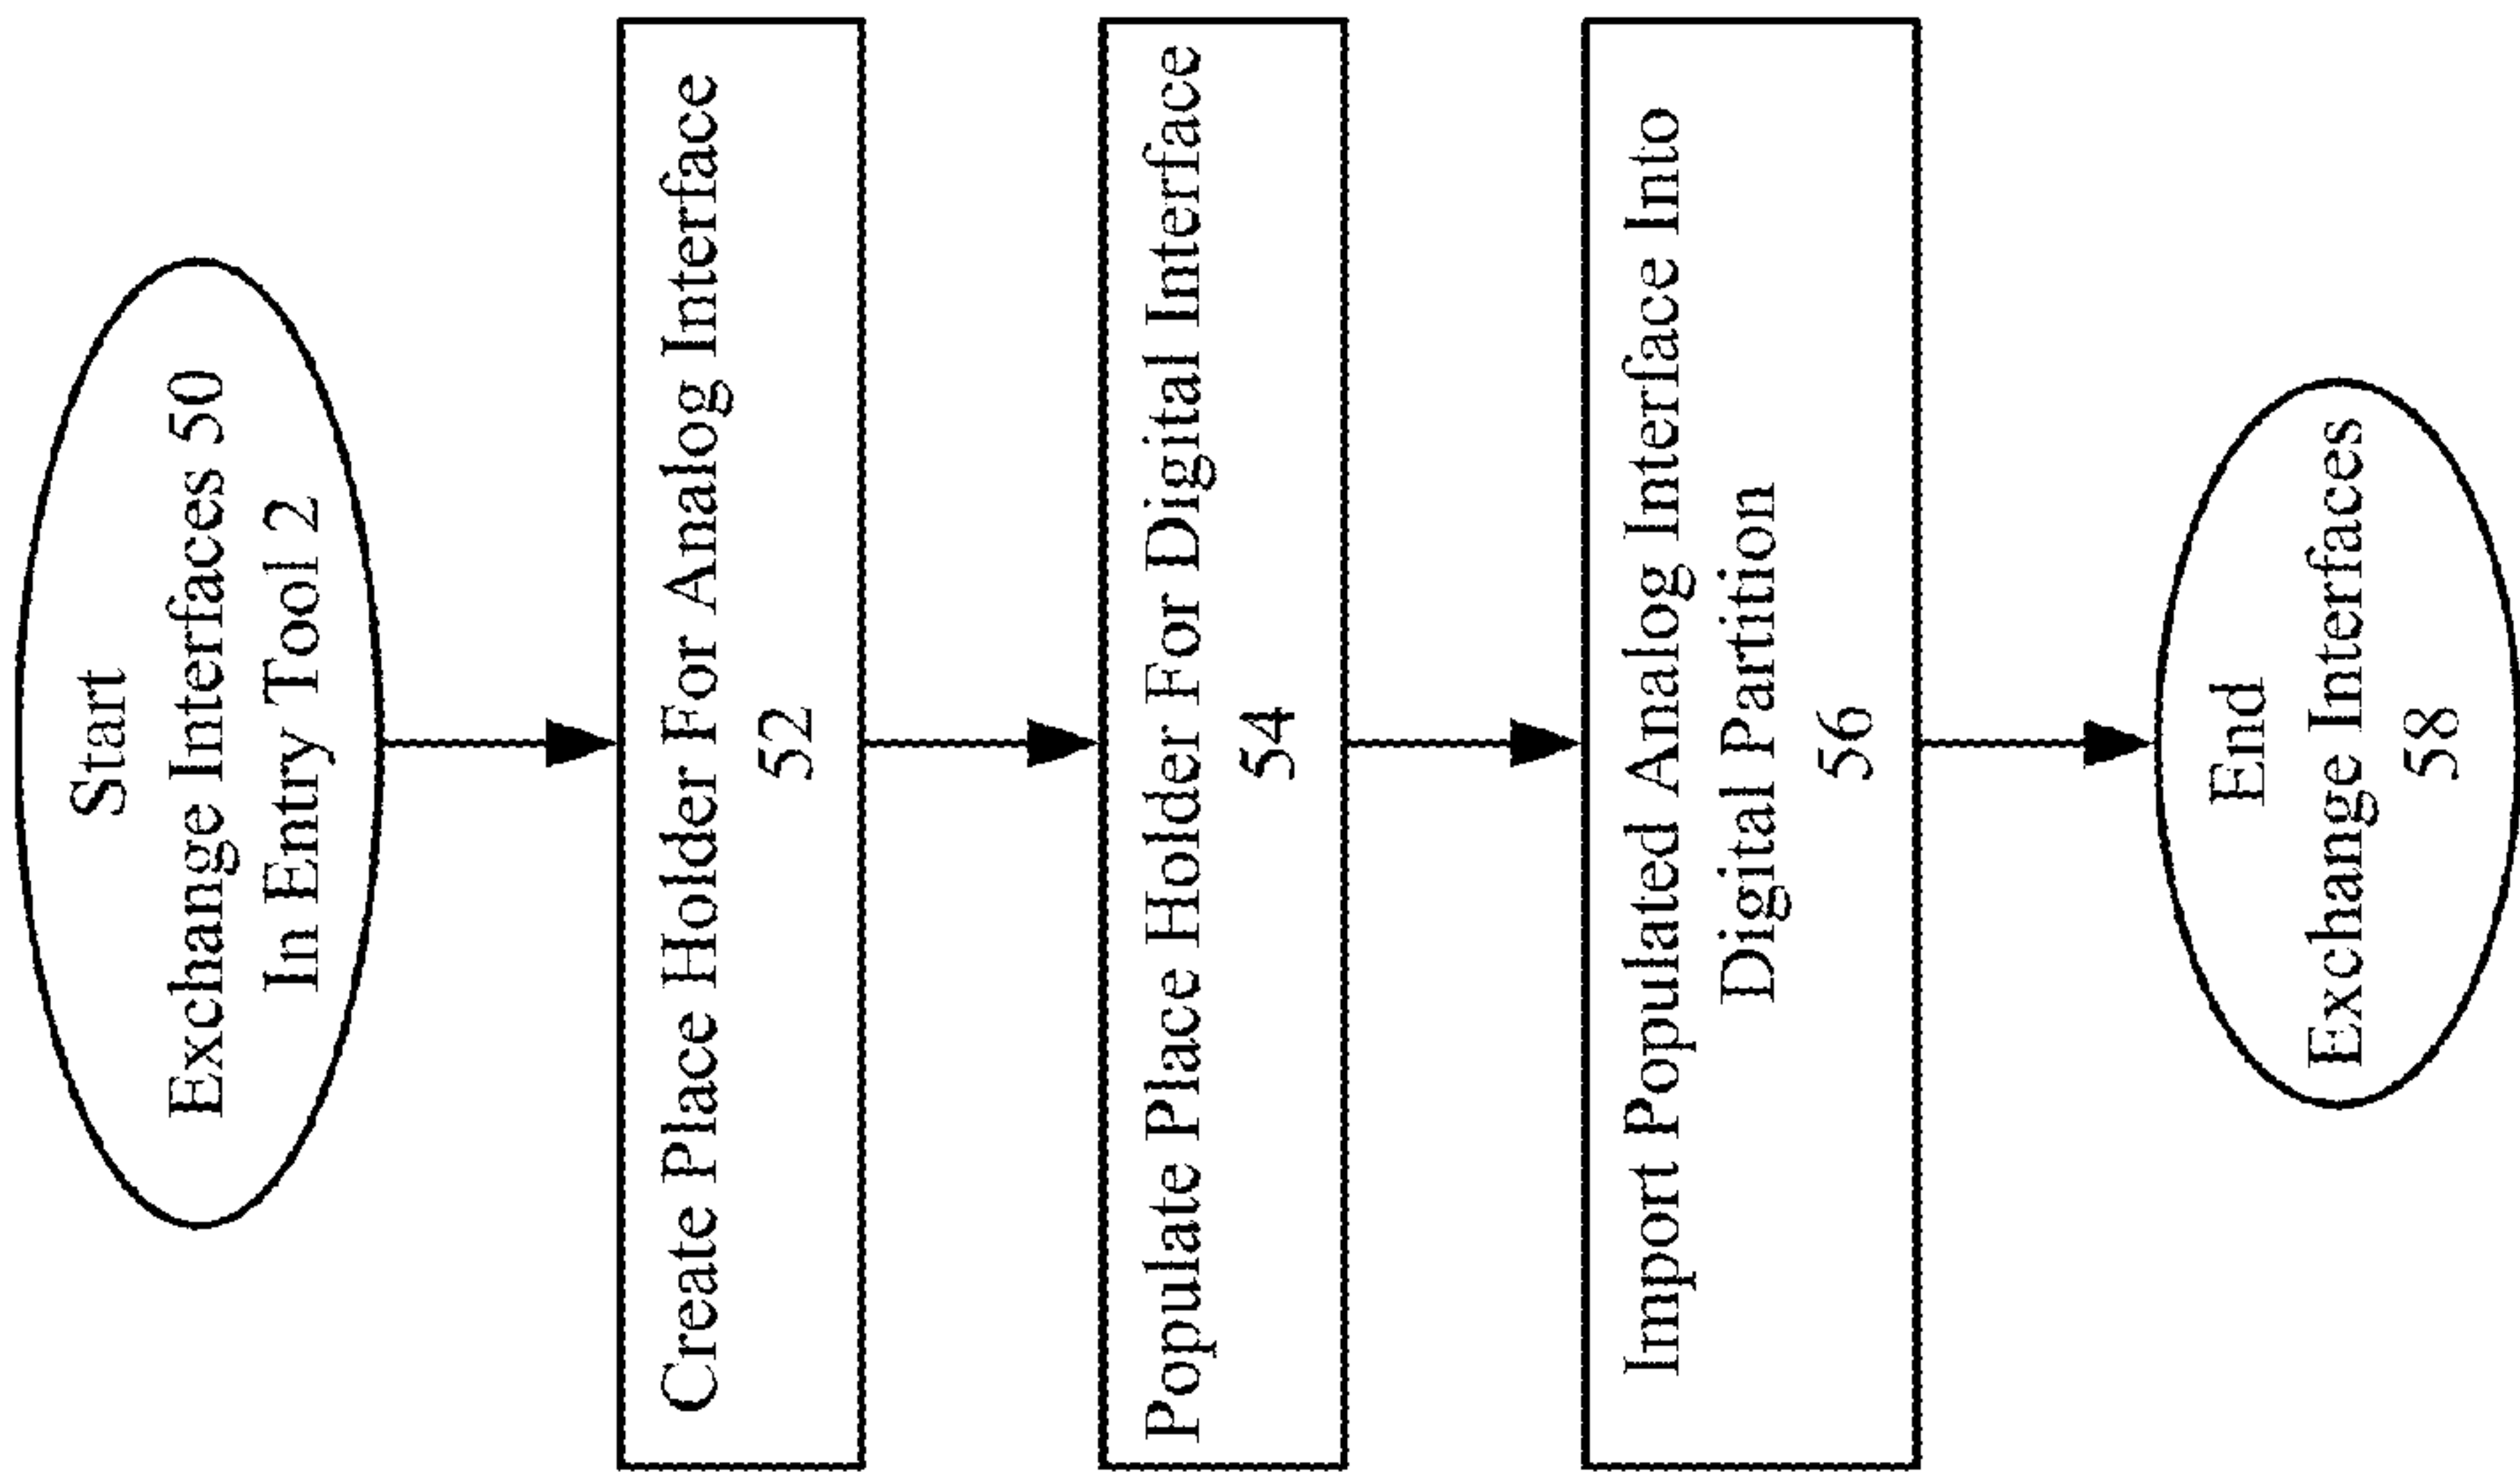 Start
Exchange Interfaces 50
In Entry Tool 2
Create Place Holder For Analog Interface
52
Populate Place Holder For Digital Interface
54
Import Populated Analog Interface Into
Digital Partition
56
End
Exchange Interfaces
58